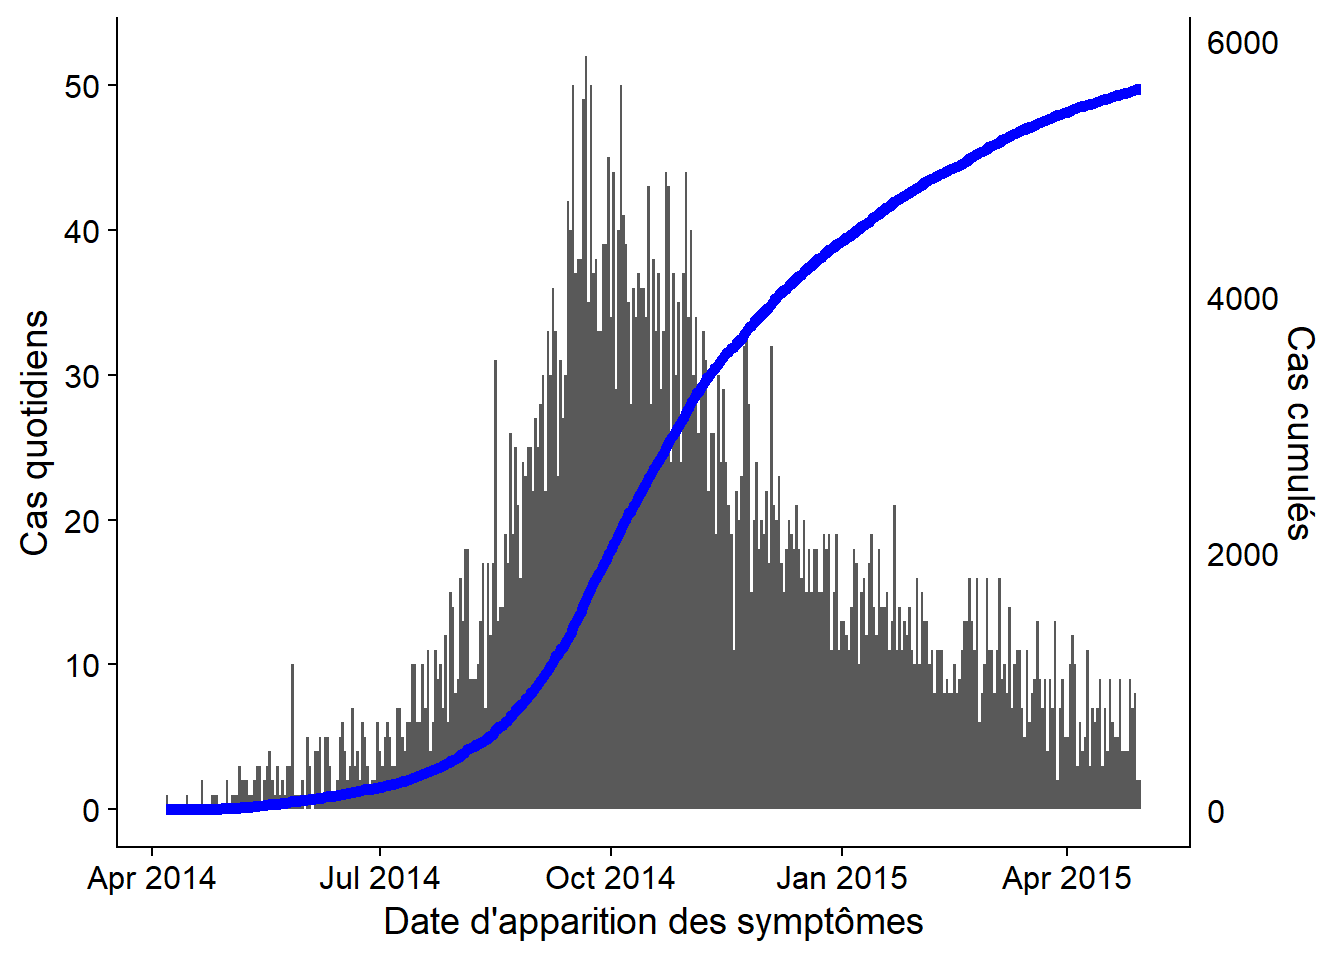 Cas quotidiens
50
40
30
20
10
0
6000
4000
2000
0
Cas cumulés
Apr 2014
Jul 2014
Oct 2014
Jan 2015
Apr 2015
Date d'apparition des symptômes